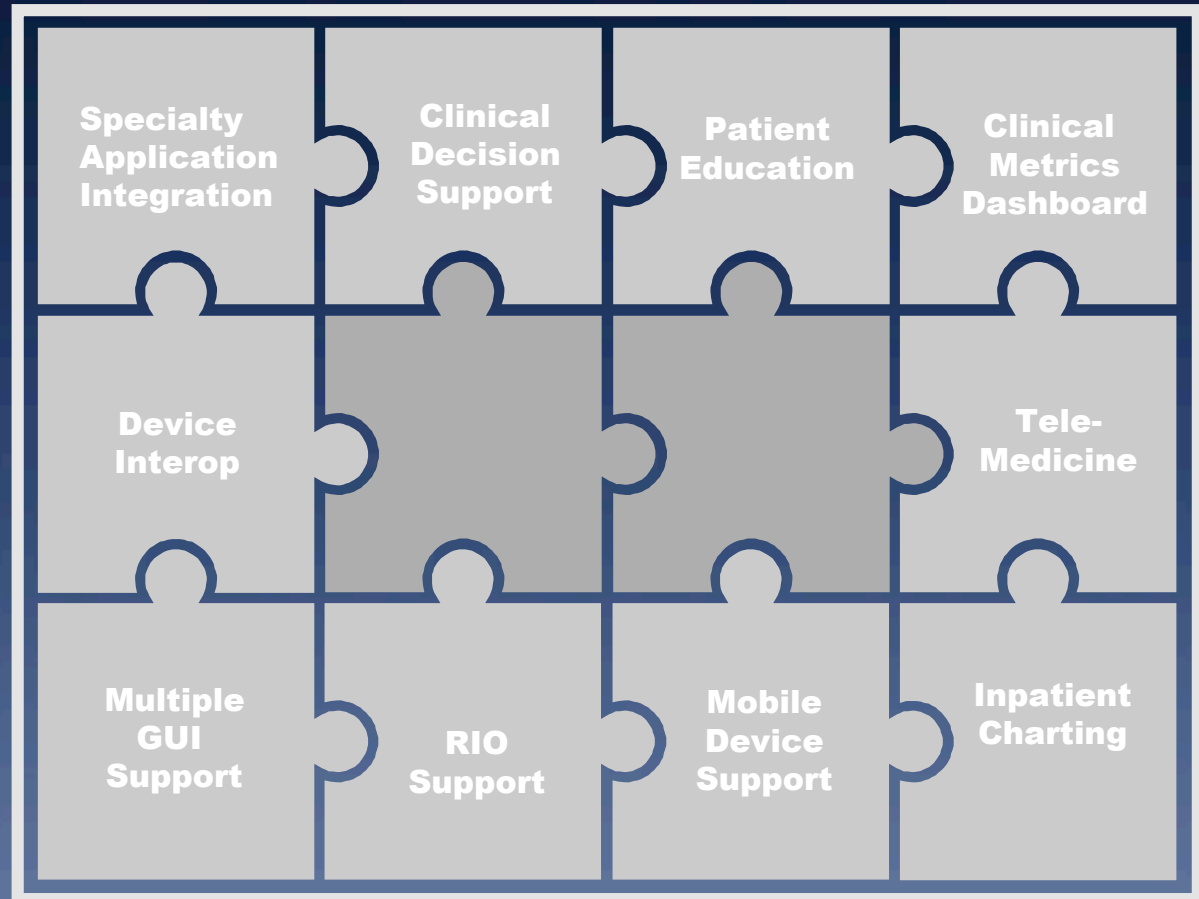 Specialty
Application
Integration
Clinical
Decision
Support
Patient
Education
Clinical
Metrics
Dashboard
Device
Interop
Tele-
Medicine
Multiple
GUI
Support
RIO
Support
Mobile
Device
Support
Inpatient
Charting